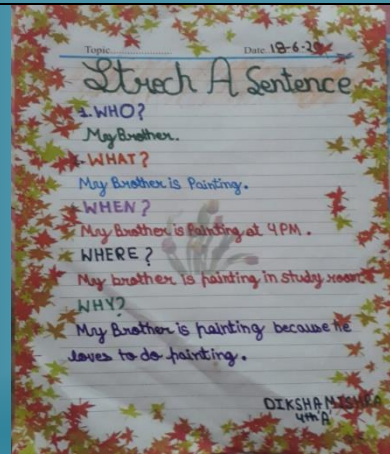 Topic................ Date 18-6-20
Strech A Sentence
1. WHO?
My Brother.
WHAT?
My Brother is Painting.
WHEN?
My Brother is Painting at 4 PM.
WHERE?
My brother is painting in study room
WHY?
My Brother is painting because he
loves to do painting.
DIKSHA MISHRA
4th 'A'